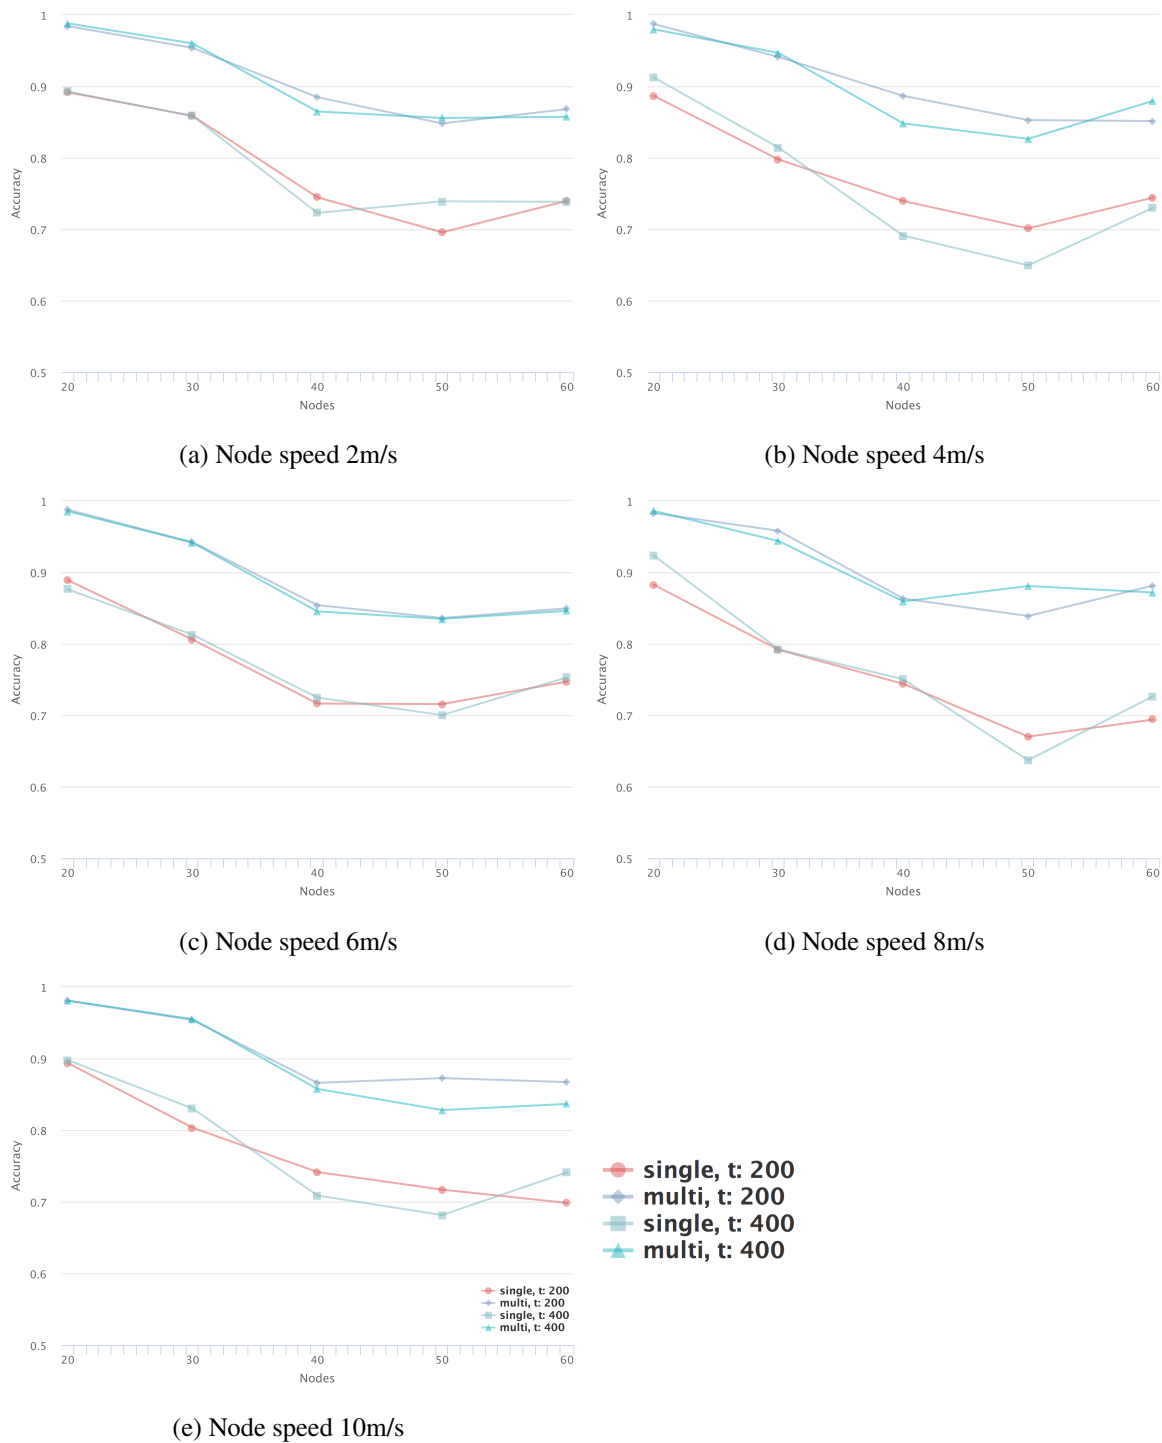 1
0.9
0.8
0.7
0.6
0.5
Accuracy
20 30 40 50 60
Nodes
(a) Node speed 2m/s
1
0.9
0.8
0.7
0.6
0.5
Accuracy
20 30 40 50 60
Nodes
(b) Node speed 4m/s
1
0.9
0.8
0.7
0.6
0.5
Accuracy
20 30 40 50 60
Nodes
(c) Node speed 6m/s
1
0.9
0.8
0.7
0.6
0.5
Accuracy
20 30 40 50 60
Nodes
(d) Node speed 8m/s
1
0.9
0.8
0.7
0.6
0.5
Accuracy
single, t: 200
multi, t: 200
single, t: 400
multi, t: 400
20 30 40 50 60
Nodes
(e) Node speed 10m/s
single, t: 200
multi, t: 200
single, t: 400
multi, t: 400